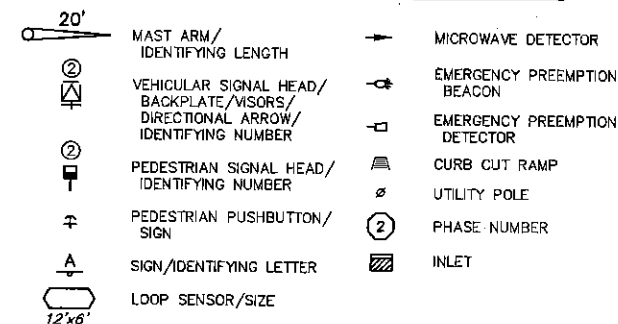 20'
MAST ARM/
IDENTIFYING LENGTH
2
VEHICULAR SIGNAL HEAD/
BACKPLATE/VISORS/
DIRECTIONAL ARROW/
IDENTIFYING NUMBER
2
PEDESTRIAN SIGNAL HEAD/
IDENTIFYING NUMBER
PEDESTRIAN PUSHBUTTON/
SIGN
A
SIGN/IDENTIFYING LETTER
LOOP SENSOR/SIZE
12'x6'
MICROWAVE DETECTOR
EMERGENCY PREEMPTION
BEACON
EMERGENCY PREEMPTION
DETECTOR
CURB CUT RAMP
UTILITY POLE
2
PHASE NUMBER
INLET